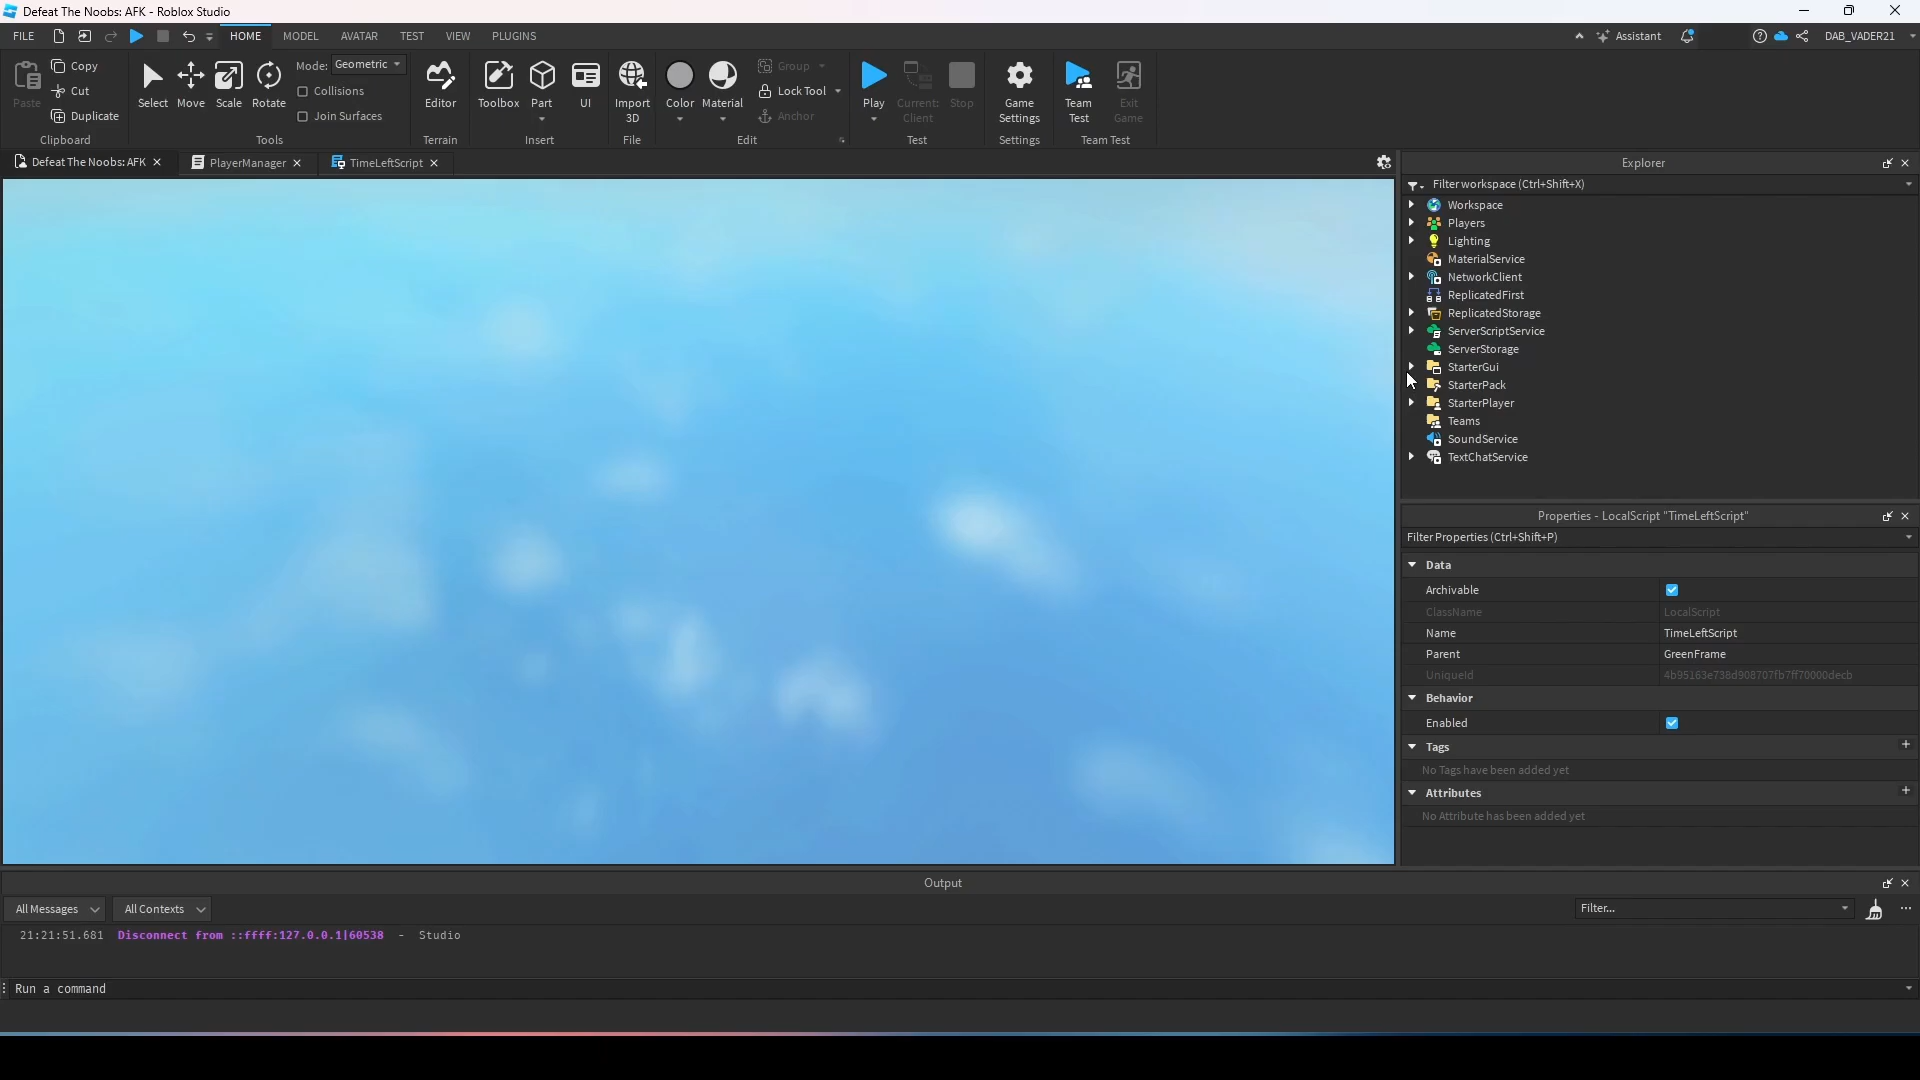 Defeat The Noobs: AFK - Roblox Studio
FILE HOME MODEL AVATAR TEST VIEW PLUGINS Assistant DAB_VADER21
Paste
Copy
Cut
Duplicate
Clipboard
Select Move Scale Rotate
Mode: Geometric
Collisions
Join Surfaces
Tools
Editor
Terrain
Toolbox Part UI
Insert
Import
3D
File
Color Material
Group
Lock Tool
Anchor
Edit
Play Current: Stop
Client
Test
Game
Settings
Settings
Team
Test
Exit
Game
Team Test
Defeat The Noobs: AFK PlayerManager TimeLeftScript
Explorer
Filter workspace (Ctrl+Shift+X)
Workspace
Players
Lighting
MaterialService
NetworkClient
ReplicatedFirst
ReplicatedStorage
ServerScriptService
ServerStorage
StarterGui
StarterPack
StarterPlayer
Teams
SoundService
TextChatService
Properties - LocalScript "TimeLeftScript"
Filter Properties (Ctrl+Shift+P)
Data
Archivable
ClassName LocalScript
Name TimeLeftScript
Parent GreenFrame
UniqueId 4b95163e738d908707fb7ff70000decb
Behavior
Enabled
Tags +
No Tags have been added yet
Attributes +
No Attribute has been added yet
Output
All Messages All Contexts Filter...
21:21:51.681 Disconnect from ::ffff:127.0.0.1|60538 - Studio
Run a command